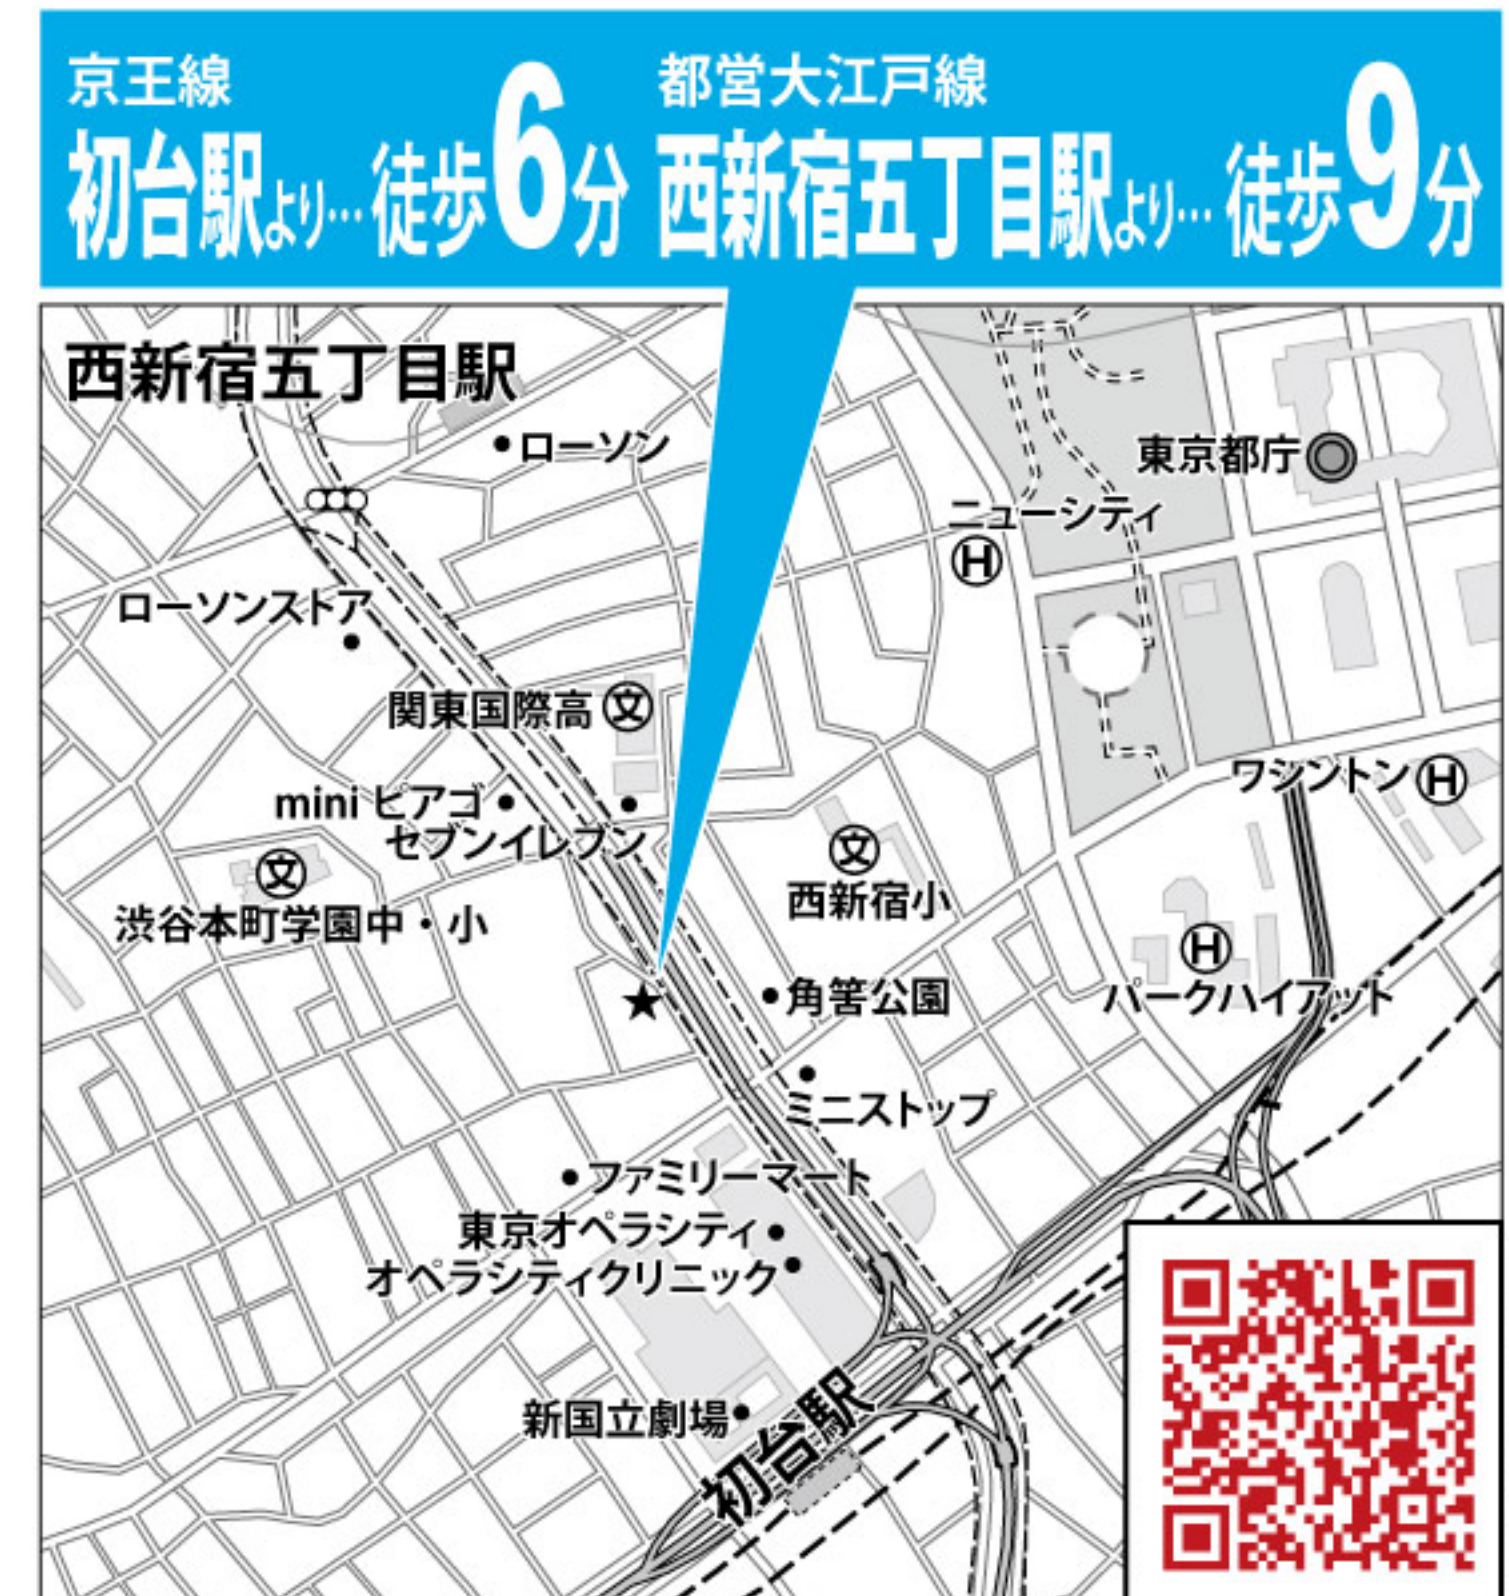 京王線
初台駅より…徒歩6分
都営大江戸線
西新宿五丁目駅より…徒歩9分
西新宿五丁目駅
ローソン
東京都庁
ニューシティ
H
ローソンストア
関東国際高 文
ワシントン H
mini ピアゴ
セブンイレブン
文
西新宿小
文
渋谷本町学園中・小
H
パークハイアット
★
角筈公園
ミニストップ
ファミリーマート
東京オペラシティ
オペラシティクリニック
新国立劇場
初台駅